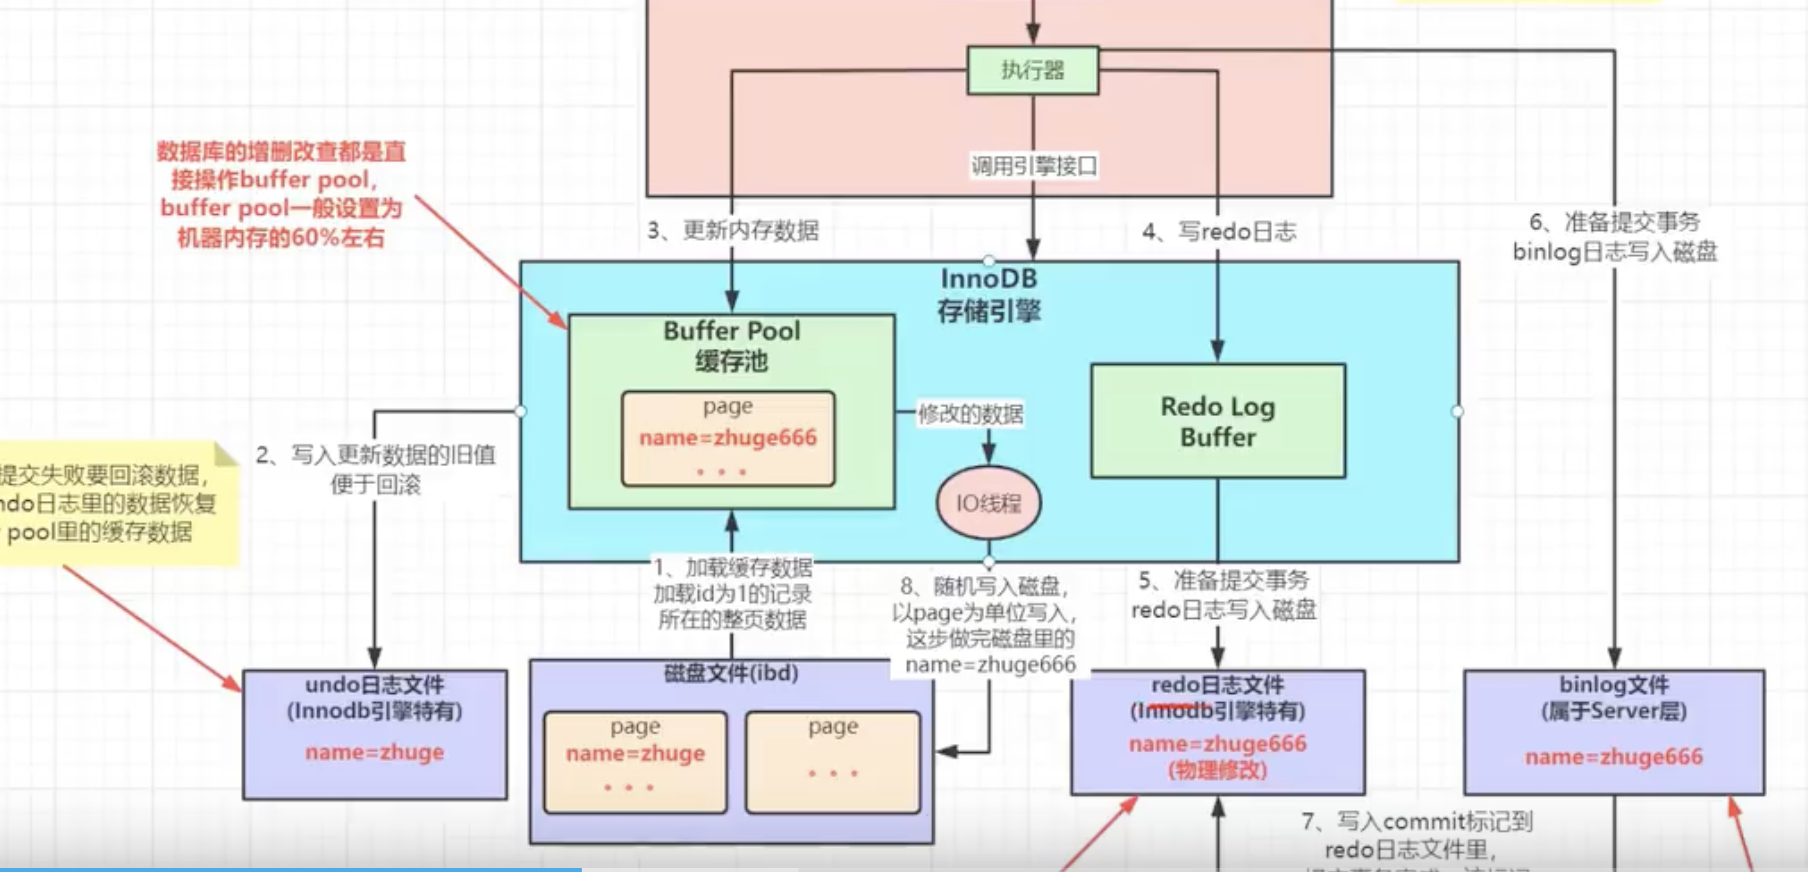 执行器
调用引擎接口
数据库的增删改查都是直
接操作buffer pool，
buffer pool一般设置为
机器内存的60%左右
3、更新内存数据
4、写redo日志
6、准备提交事务
binlog日志写入磁盘
InnoDB
存储引擎
Buffer Pool
缓存池
page
name=zhuge666
• • •
修改的数据
IO线程
Redo Log
Buffer
2、写入更新数据的旧值
便于回滚
提交失败要回滚数据，
ndo日志里的数据恢复
pool里的缓存数据
1、加载缓存数据
加载id为1的记录
所在的整页数据
8、随机写入磁盘，
以page为单位写入，
这步做完磁盘里的
name=zhuge666
5、准备提交事务
redo日志写入磁盘
undo日志文件
(Innodb引擎特有)
name=zhuge
磁盘文件(ibd)
page
name=zhuge
• • •
page
• • •
redo日志文件
(Innodb引擎特有)
name=zhuge666
(物理修改)
binlog文件
(属于Server层)
name=zhuge666
7、写入commit标记到
redo日志文件里，